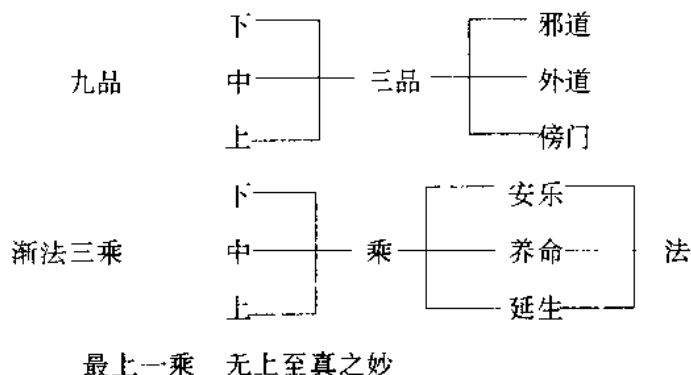 下 邪道
九品 中 三品 外道
上 傍门
下 安乐
渐法三乘 中 乘 养命 法
上 延生
最上一乘 无上至真之妙